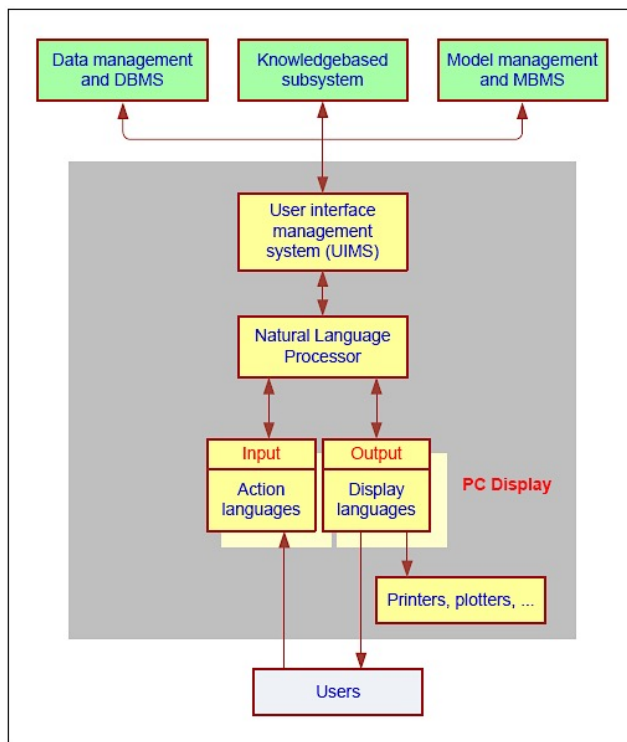 Data management
and DBMS
Knowledgebased
subsystem
Model management
and MBMS
User interface
management
system (UIMS)
Natural Language
Processor
Input
Action
languages
Output
Display
languages
PC Display
Printers, plotters, ...
Users